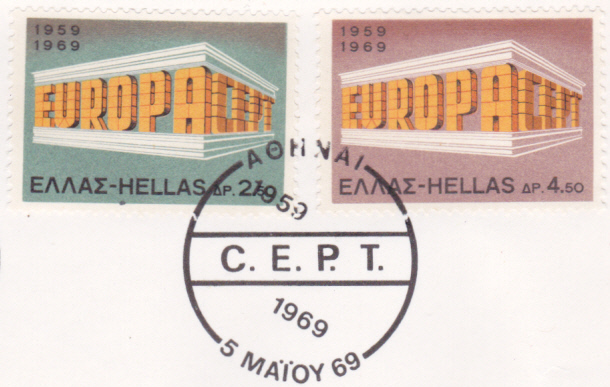 1959
1969
EUROPA CEPT
ΕΛΛΑΣ-HELLAS ΔΡ. 2.50
1959
1969
EUROPA CEPT
ΕΛΛΑΣ-HELLAS ΔΡ. 4.50
ΑΘΗΝΑΙ
1959
C. E. P. T.
1969
5 ΜΑΪΟΥ 69